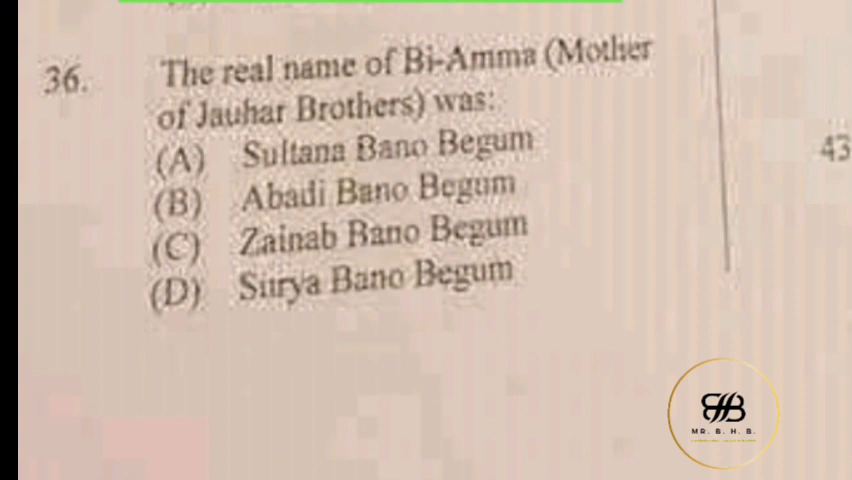 36. The real name of Bi-Amma (Mother
of Jauhar Brothers) was:
(A) Sultana Bano Begum
(B) Abadi Bano Begum
(C) Zainab Bano Begum
(D) Surya Bano Begum
43
MR. B. H. B.